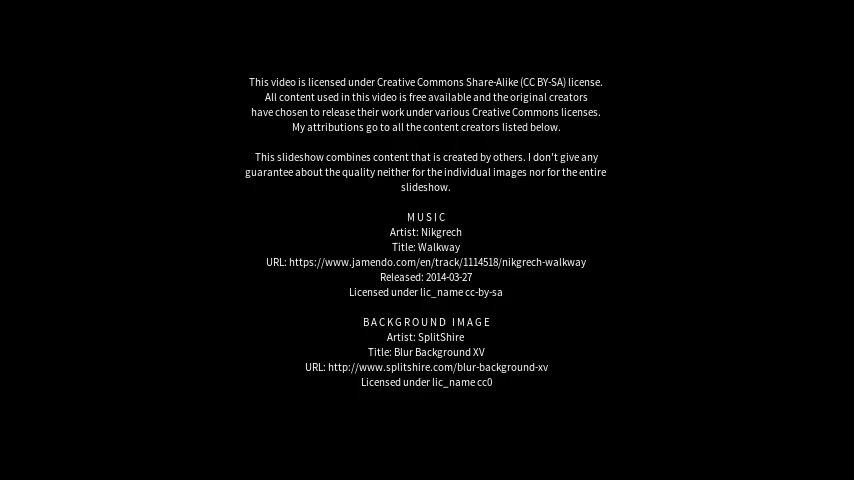 This video is licensed under Creative Commons Share-Alike (CC BY-SA) license.
All content used in this video is free available and the original creators
have chosen to release their work under various Creative Commons licenses.
My attributions go to all the content creators listed below.
This slideshow combines content that is created by others. I don't give any
guarantee about the quality neither for the individual images nor for the entire
slideshow.
MUSIC
Artist: Nikgrech
Title: Walkway
URL: https://www.jamendo.com/en/track/1114518/nikgrech-walkway
Released: 2014-03-27
Licensed under lic_name cc-by-sa
BACKGROUND IMAGE
Artist: SplitShire
Title: Blur Background XV
URL: http://www.splitshire.com/blur-background-xv
Licensed under lic_name cc0